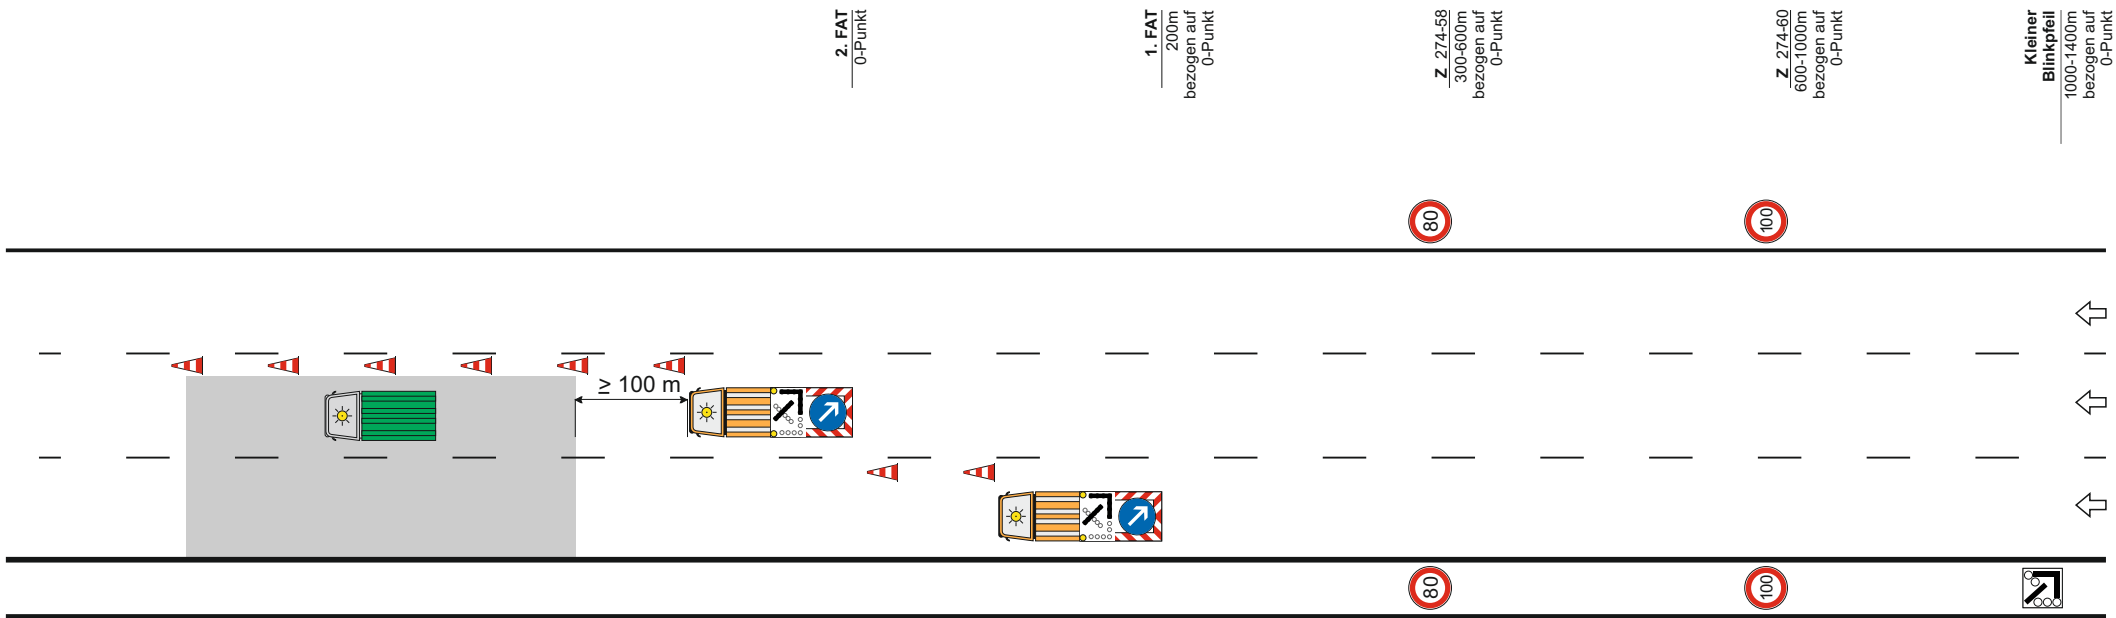 2. FAT
0-Punkt
1. FAT
200m
bezogen auf
0-Punkt
Z 274-58
300-600m
bezogen auf
0-Punkt
Z 274-60
600-1000m
bezogen auf
0-Punkt
Kleiner
Blinkpfeil
1000-1400m
bezogen auf
0-Punkt
80
100
≥ 100 m
80
100